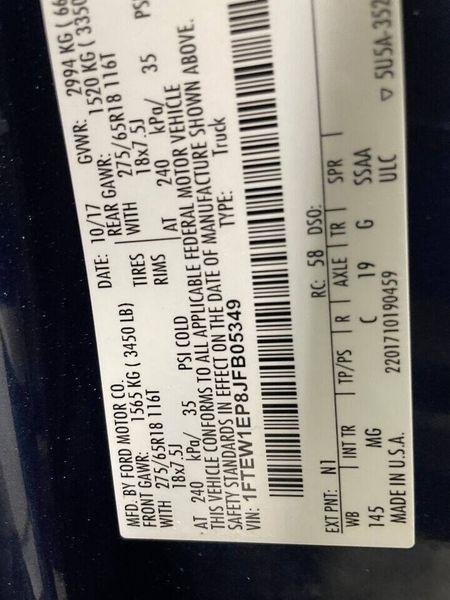 MFD. BY FORD MOTOR CO. DATE: 10/17 GVWR: 2994 KG (66
FRONT GAWR: 1565 KG (3450 LB) REAR GAWR: 1520 KG (3350
WITH 275/65R18 116T TIRES WITH 275/65R18 116T
18x7.5J RIMS 18x7.5J
AT 240 kPa/ 35 PSI COLD AT 240 kPa/ 35 PSI
THIS VEHICLE CONFORMS TO ALL APPLICABLE FEDERAL MOTOR VEHICLE
SAFETY STANDARDS IN EFFECT ON THE DATE OF MANUFACTURE SHOWN ABOVE.
VIN: 1FTEW1EP8JFB05349 TYPE: Truck
EXT PNT: N1 RC: 58 DSO:
WB INT TR TP/PS R AXLE TR SPR
145 MG C 19 G SSAA
MADE IN U.S.A. 2201710190459 ULC ▽ 5U5A-352